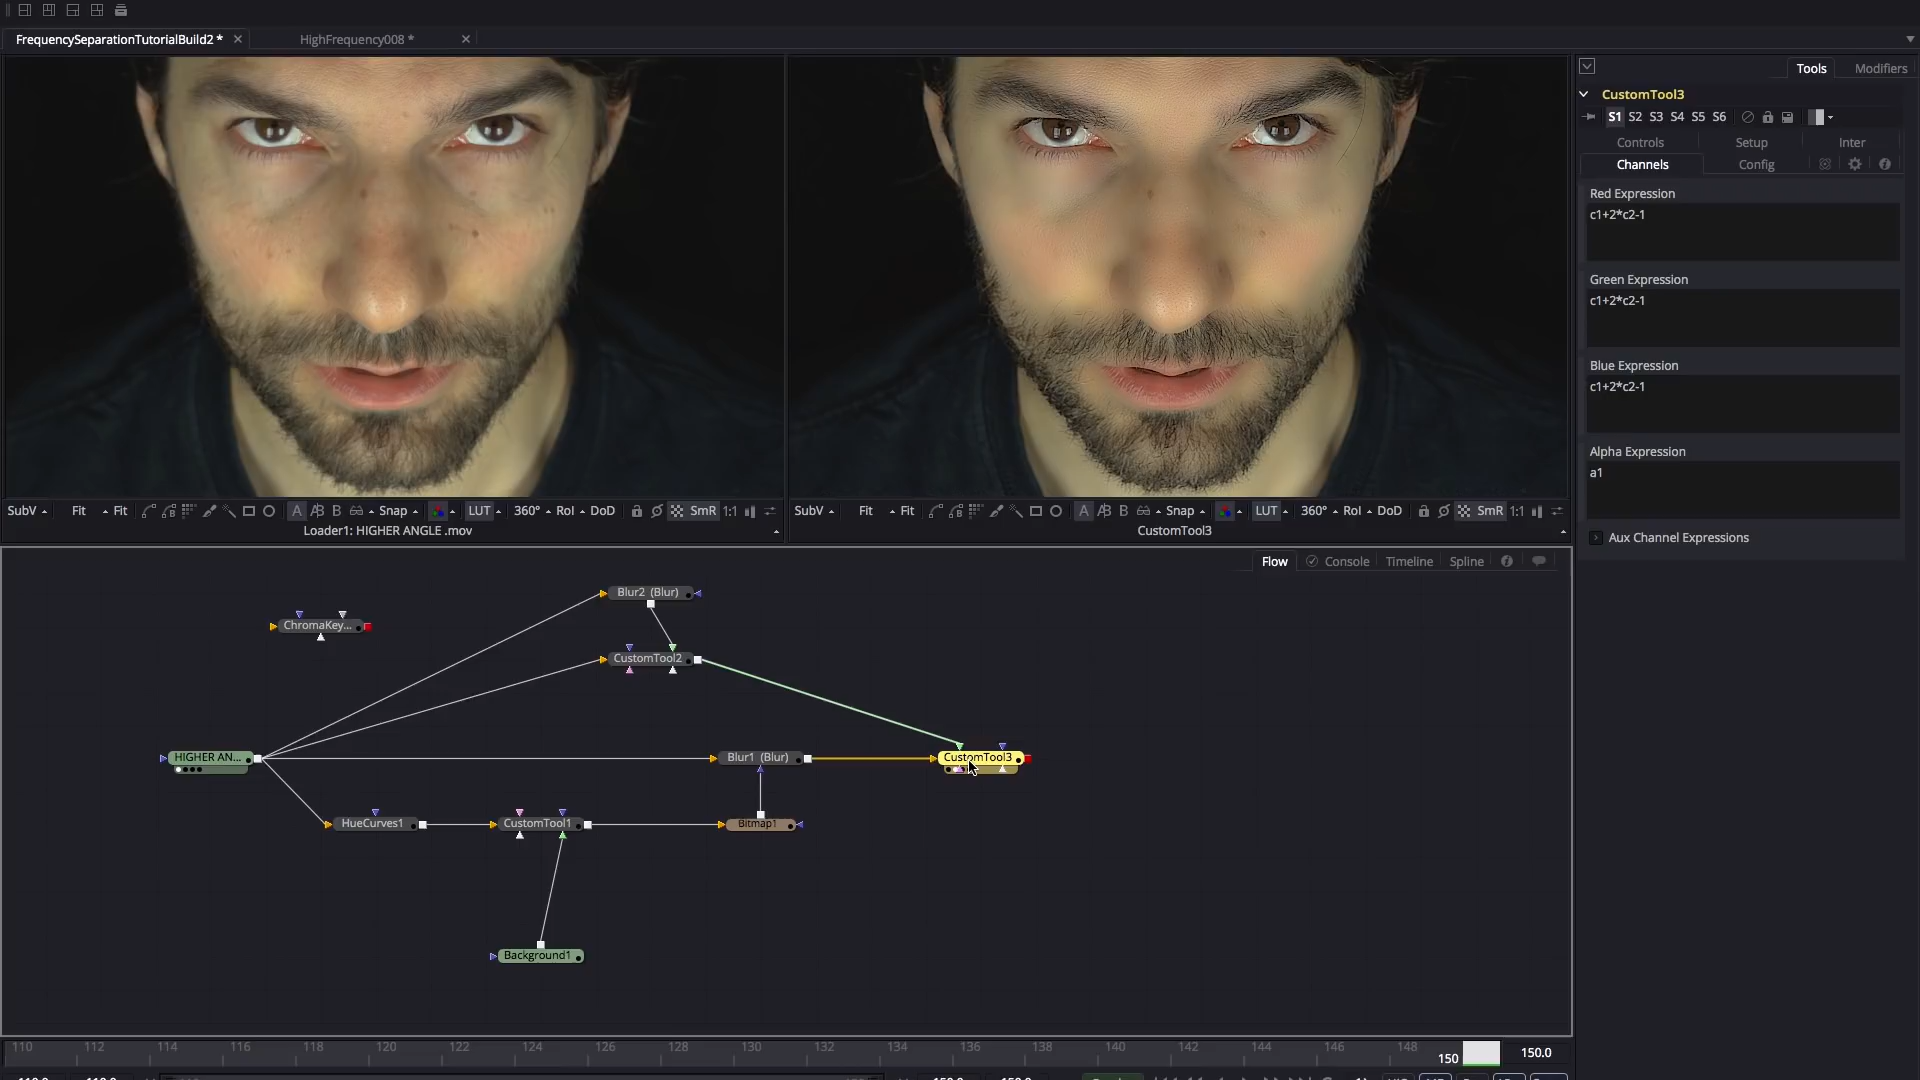 FrequencySeparationTutorialBuild2 *
HighFrequency008 *
Tools
Modifiers
CustomTool3
S1 S2 S3 S4 S5 S6
Controls
Setup
Inter
Channels
Config
Red Expression
c1+2*c2-1
Green Expression
c1+2*c2-1
Blue Expression
c1+2*c2-1
Alpha Expression
a1
Aux Channel Expressions
SubV Fit Fit A B Snap LUT 360° RoI DoD SmR 1:1
Loader1: HIGHER ANGLE .mov
SubV Fit Fit A B Snap LUT 360° RoI DoD SmR 1:1
CustomTool3
Flow
Console
Timeline
Spline
Blur2 (Blur)
ChromaKey...
CustomTool2
HIGHER AN...
Blur1 (Blur)
CustomTool3
HueCurves1
CustomTool1
Bitmap1
Background1
110 112 114 116 118 120 122 124 126 128 130 132 134 136 138 140 142 144 146 148 150
150.0